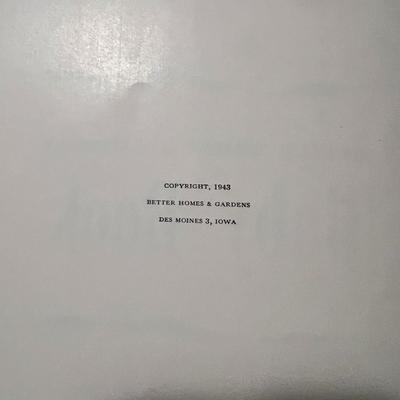 COPYRIGHT, 1943
BETTER HOMES & GARDENS
DES MOINES 3, IOWA